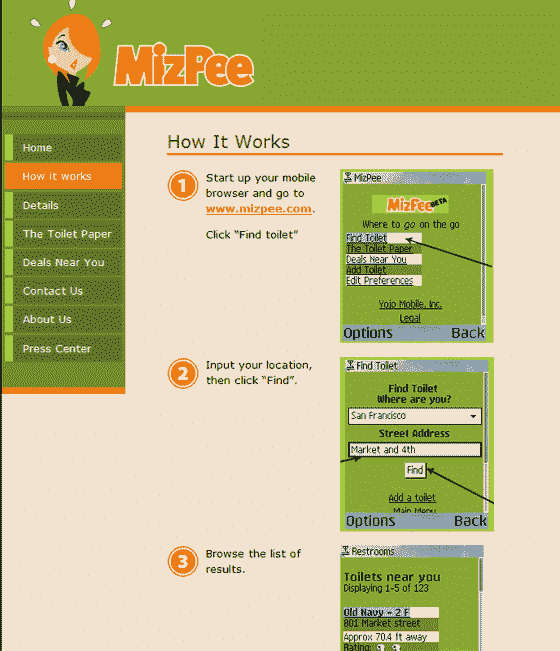 MizPee
Home
How it works
Details
The Toilet Paper
Deals Near You
Contact Us
About Us
Press Center
How It Works
1
Start up your mobile
browser and go to
www.mizpee.com.
Click "Find toilet"
MizPee
MizPee BETA
Where to go on the go
Find Toilet
The Toilet Paper
Deals Near You
Add Toilet
Edit Preferences
Yojo Mobile, Inc.
Legal
Options Back
2
Input your location,
then click "Find".
Find Toilet
Find Toilet
Where are you?
San Francisco
Street Address
Market and 4th
Find
Add a toilet
Main Menu
Options Back
3
Browse the list of
results.
Restrooms
Toilets near you
Displaying 1-5 of 123
Old Navy - 2 F
801 Market street
Approx 70.4 ft away
Rating: